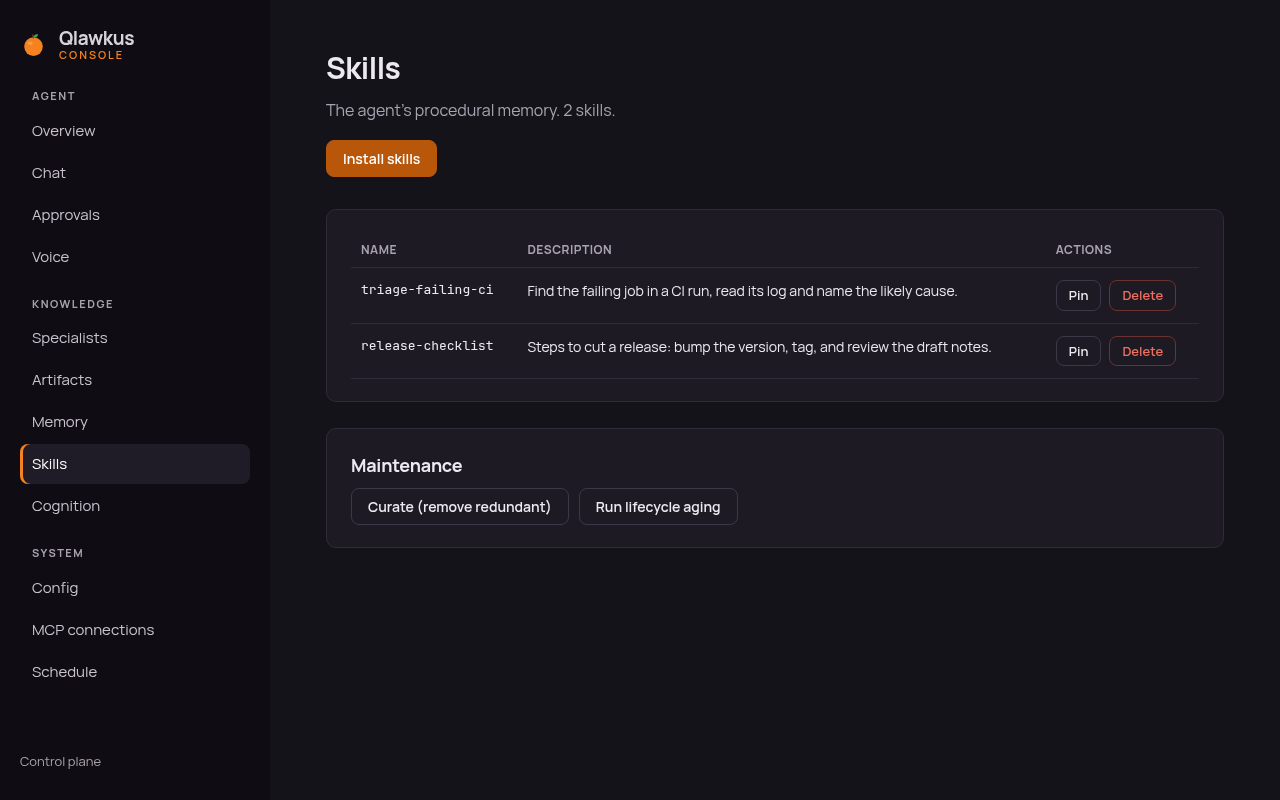 Qlawkus
CONSOLE
AGENT
Overview
Chat
Approvals
Voice
KNOWLEDGE
Specialists
Artifacts
Memory
Skills
Cognition
SYSTEM
Config
MCP connections
Schedule
Control plane
Skills
The agent's procedural memory. 2 skills.
Install skills
NAME DESCRIPTION ACTIONS
triage-failing-ci Find the failing job in a CI run, read its log and name the likely cause. Pin Delete
release-checklist Steps to cut a release: bump the version, tag, and review the draft notes. Pin Delete
Maintenance
Curate (remove redundant) Run lifecycle aging